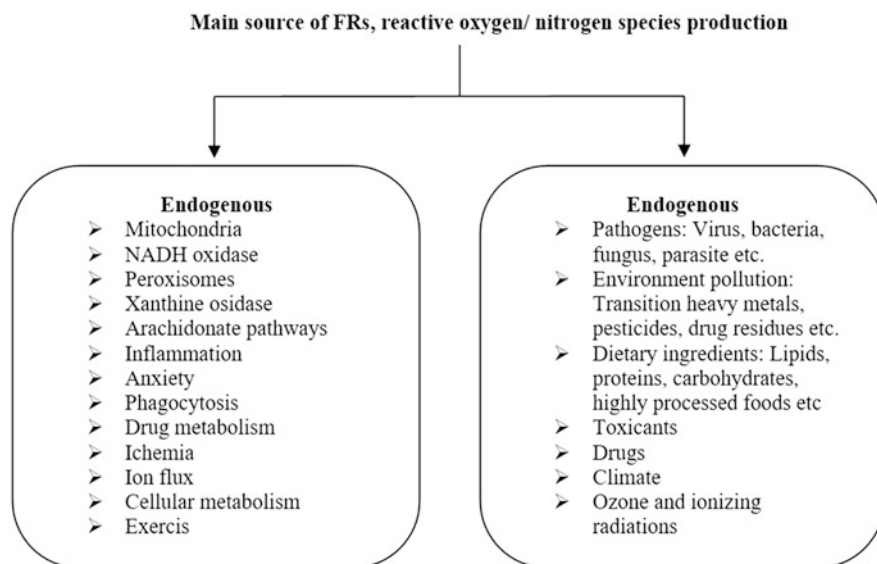 Main source of FRs, reactive oxygen/ nitrogen species production
Endogenous
➢ Mitochondria
➢ NADH oxidase
➢ Peroxisomes
➢ Xanthine osidase
➢ Arachidonate pathways
➢ Inflammation
➢ Anxiety
➢ Phagocytosis
➢ Drug metabolism
➢ Ichemia
➢ Ion flux
➢ Cellular metabolism
➢ Exercis
Endogenous
➢ Pathogens: Virus, bacteria,
fungus, parasite etc.
➢ Environment pollution:
Transition heavy metals,
pesticides, drug residues etc.
➢ Dietary ingredients: Lipids,
proteins, carbohydrates,
highly processed foods etc
➢ Toxicants
➢ Drugs
➢ Climate
➢ Ozone and ionizing
radiations